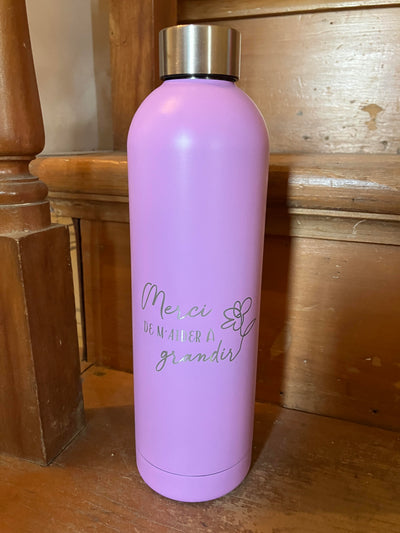 Merci
DE M'AIDER À
grandir